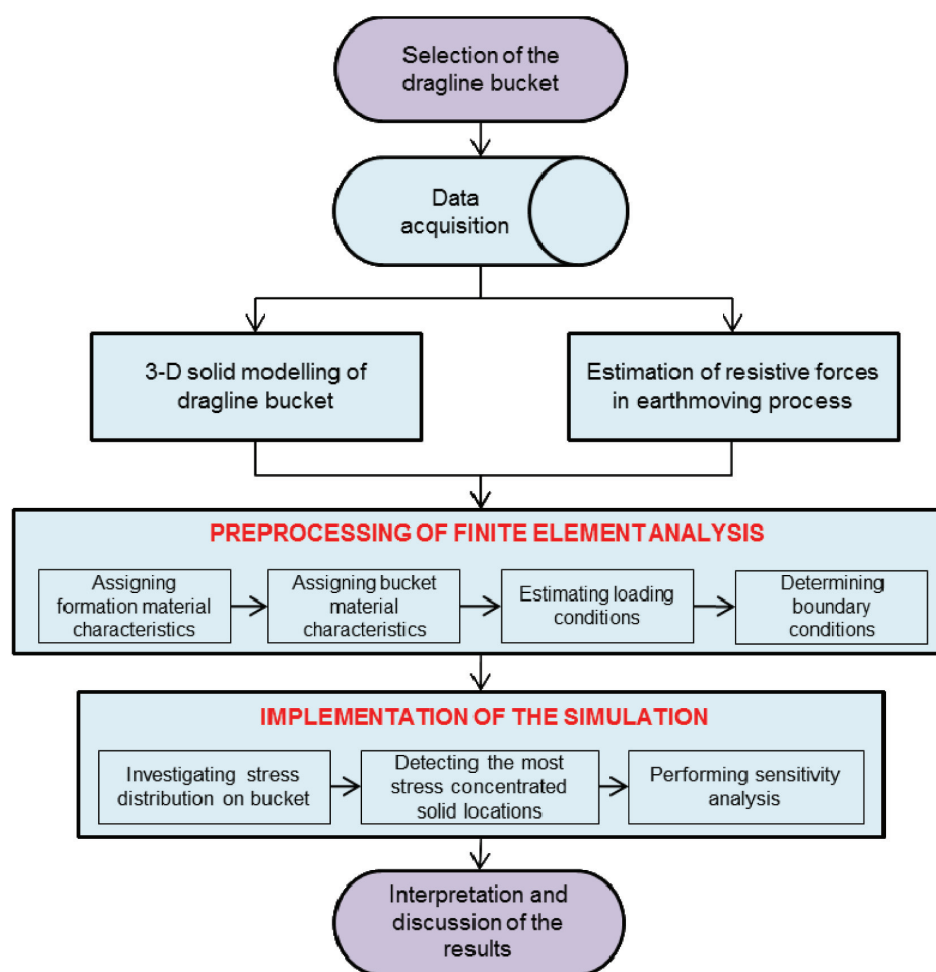 Selection of the
dragline bucket
Data
acquisition
3-D solid modelling of
dragline bucket
Estimation of resistive forces
in earthmoving process
PREPROCESSING OF FINITE ELEMENT ANALYSIS
Assigning
formation material
characteristics
Assigning bucket
material
characteristics
Estimating loading
conditions
Determining
boundary
conditions
IMPLEMENTATION OF THE SIMULATION
Investigating stress
distribution on bucket
Detecting the most
stress concentrated
solid locations
Performing sensitivity
analysis
Interpretation and
discussion of the
results